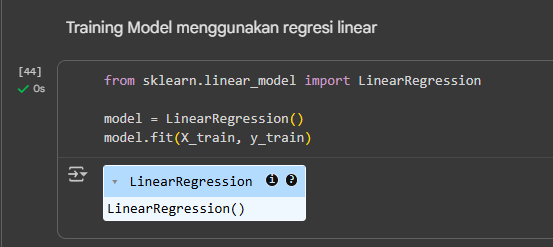 Training Model menggunakan regresi linear
[44]
0s
from sklearn.linear_model import LinearRegression
model = LinearRegression()
model.fit(X_train, y_train)
LinearRegression i ?
LinearRegression()